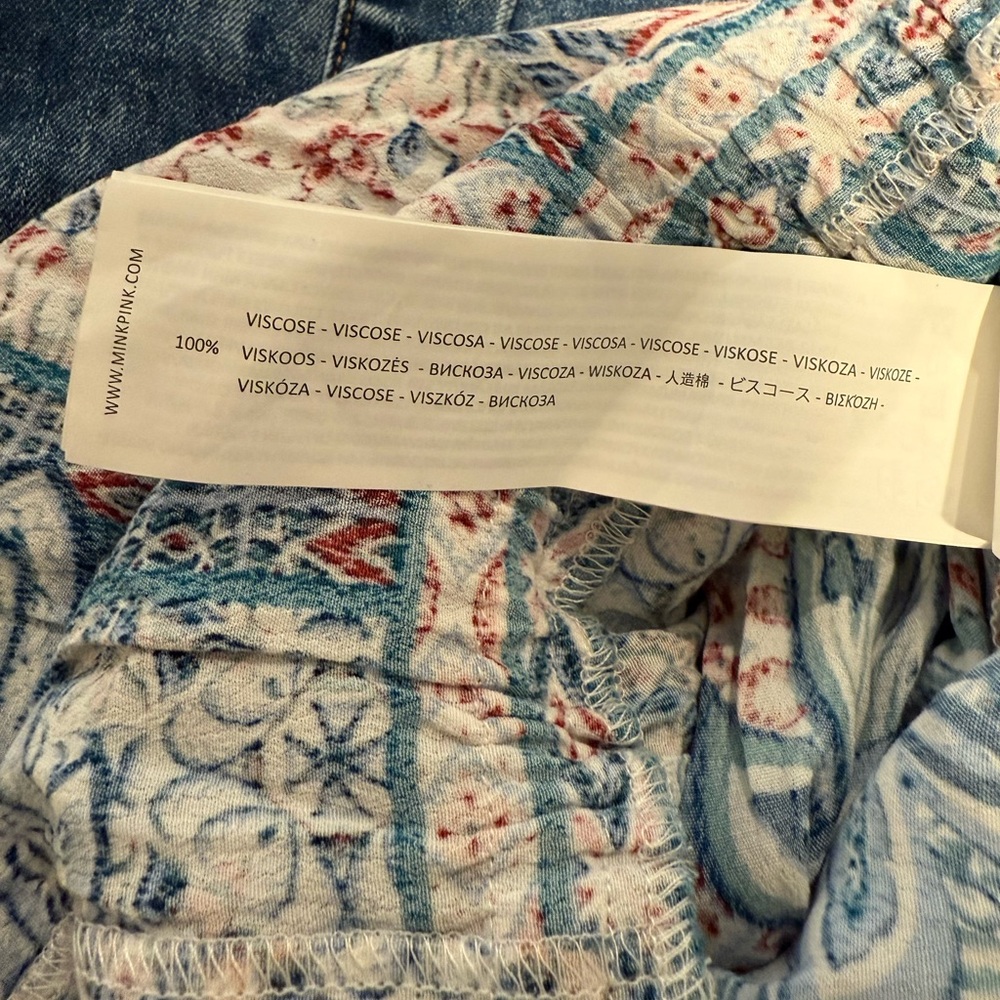 WWW.MINKPINK.COM
VISCOSE - VISCOSE - VISCOSA - VISCOSE - VISCOSA - VISCOSE - VISKOSE - VISKOZA - VISKOZE -
100% VISKOOS - VISKOZĖS - ВИСКОЗА - VISCOZA - WISKOZA - 人造棉 - ビスコース - ΒΙΣΚΌΖΗ -
VISKÓZA - VISCOSE - VISZKÓZ - ВИСКОЗА